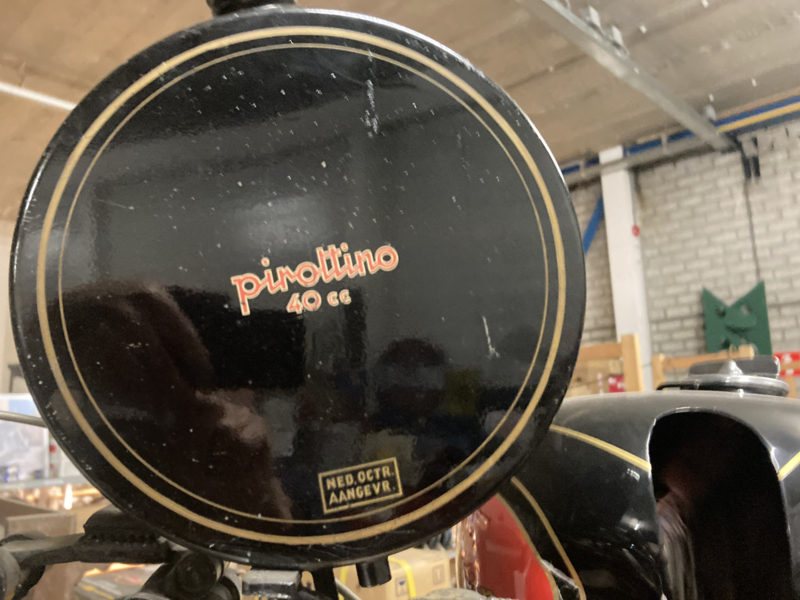 pirottino
40 cc
NED. OCTR.
AANGEVR.